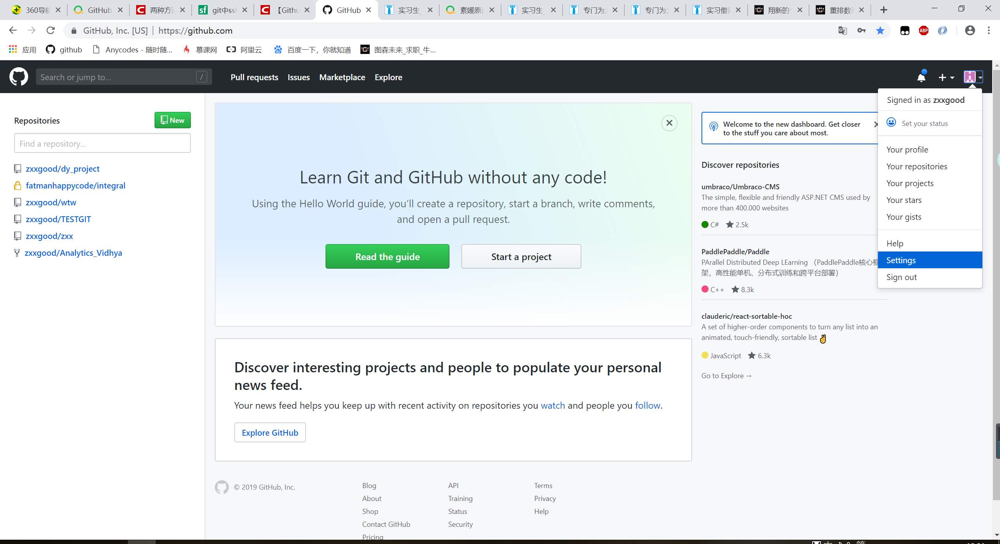 360导航
GitHub
两种方法
git中ssh
【Githu
GitHub
实习生_
素媛原
实习生_
专门为
专门为
实习僧
翔新的个
重排数列
GitHub, Inc. [US] | https://github.com
应用
github
Anycodes - 随时随...
慕课网
阿里云
百度一下，你就知道
图森未来_求职_牛...
Search or jump to...
/
Pull requests
Issues
Marketplace
Explore
Signed in as zxxgood
Set your status
Your profile
Your repositories
Your projects
Your stars
Your gists
Help
Settings
Sign out
Repositories
New
Find a repository...
zxxgood/dy_project
fatmanhappycode/integral
zxxgood/wtw
zxxgood/TESTGIT
zxxgood/zxx
zxxgood/Analytics_Vidhya
Learn Git and GitHub without any code!
Using the Hello World guide, you’ll create a repository, start a branch, write comments,
and open a pull request.
Read the guide
Start a project
Discover interesting projects and people to populate your personal
news feed.
Your news feed helps you keep up with recent activity on repositories you watch and people you follow.
Explore GitHub
Welcome to the new dashboard. Get closer
to the stuff you care about most.
Discover repositories
umbraco/Umbraco-CMS
The simple, flexible and friendly ASP.NET CMS used by
more than 400.000 websites
C# 2.5k
PaddlePaddle/Paddle
PArallel Distributed Deep LEarning （PaddlePaddle核心框
架，高性能单机、分布式训练和跨平台部署）
C++ 8.3k
clauderic/react-sortable-hoc
A set of higher-order components to turn any list into an
animated, touch-friendly, sortable list ✌
JavaScript 6.3k
Go to Explore →
© 2019 GitHub, Inc.
Blog
About
Shop
Contact GitHub
Pricing
API
Training
Status
Security
Terms
Privacy
Help